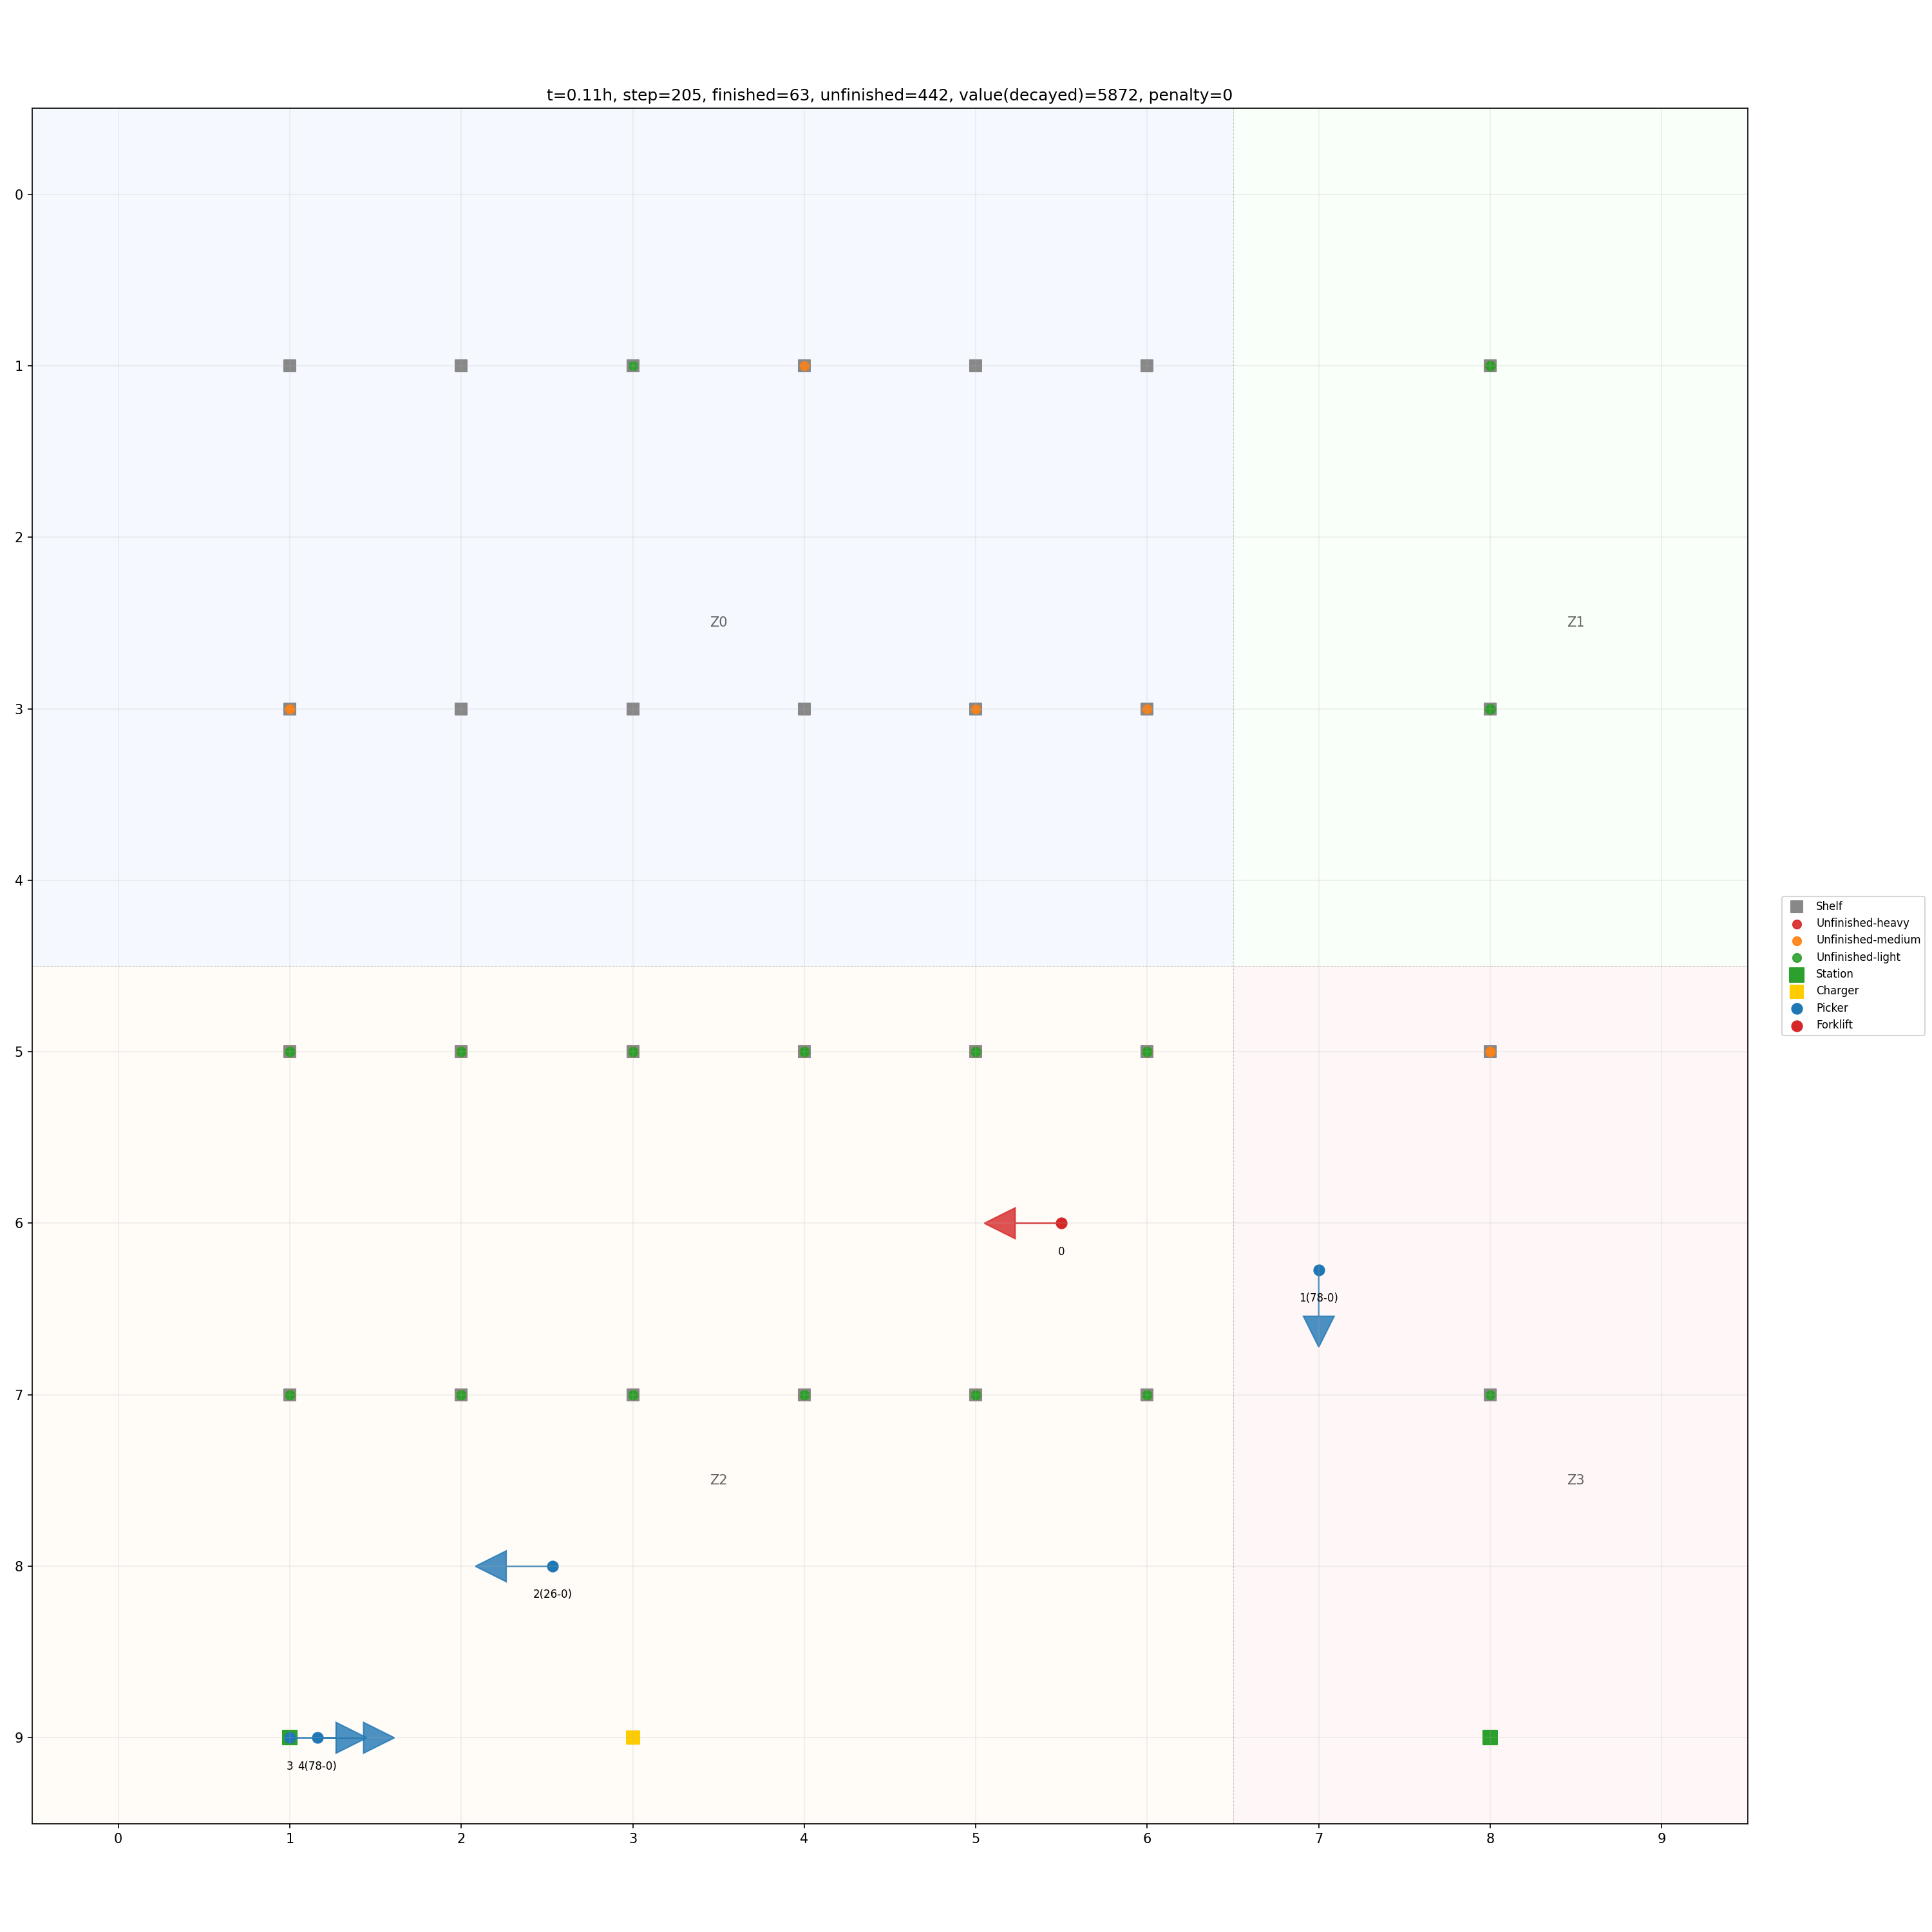 t=0.11h, step=205, finished=63, unfinished=442, value(decayed)=5872, penalty=0
0
1
2
Z0
Z1
3
4
Shelf
Unfinished-heavy
Unfinished-medium
Unfinished-light
Station
Charger
Picker
Forklift
5
6
0
1(78-0)
7
Z2
Z3
8
2(26-0)
9
3 4(78-0)
0 1 2 3 4 5 6 7 8 9